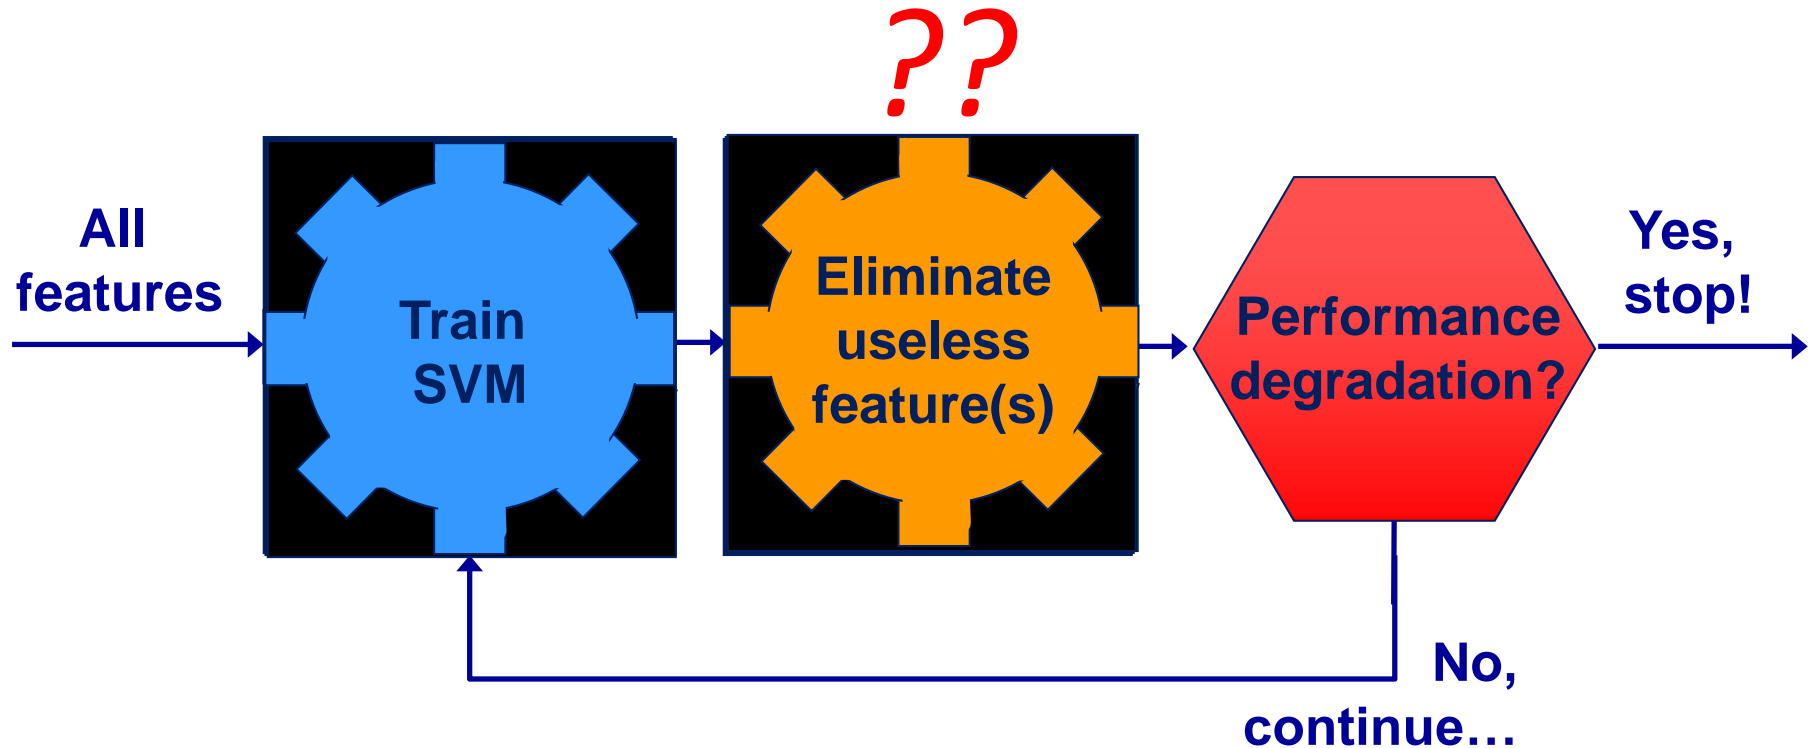 ??
All
features
Train
SVM
Eliminate
useless
feature(s)
Performance
degradation?
Yes,
stop!
No,
continue…